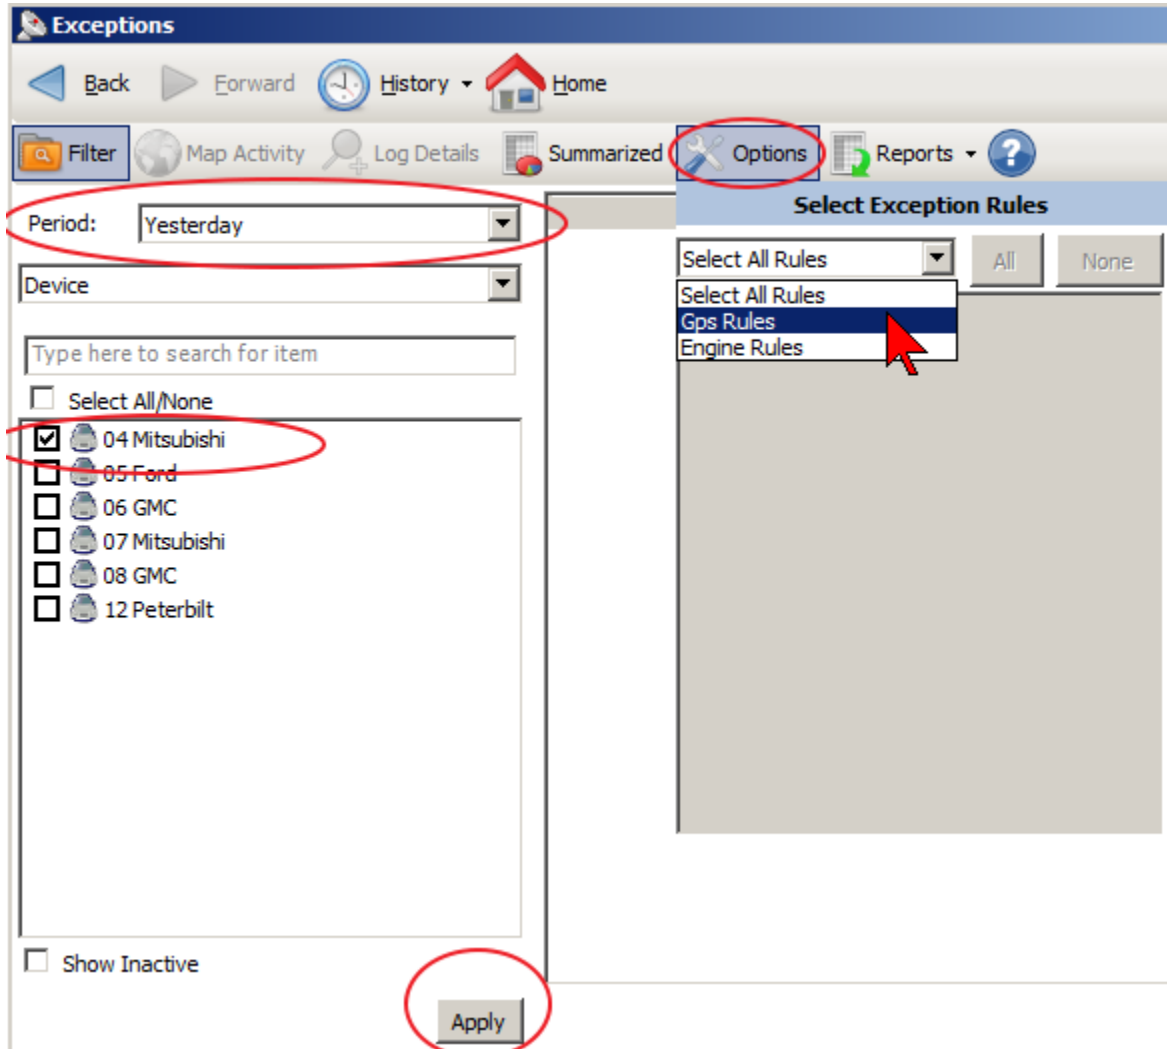 Exceptions
Back Forward History Home
Filter Map Activity Log Details Summarized Options Reports ?
Select Exception Rules
Period: Yesterday
Select All Rules All None
Device
Select All Rules
Gps Rules
Engine Rules
Type here to search for item
Select All/None
04 Mitsubishi
05 Ford
06 GMC
07 Mitsubishi
08 GMC
12 Peterbilt
Show Inactive
Apply